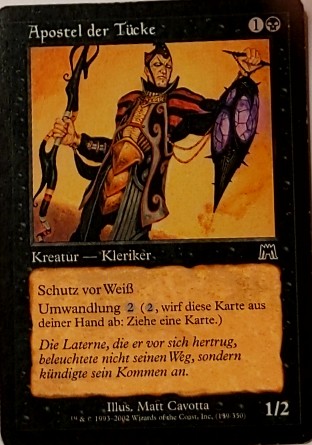 Apostel der Tücke 1
Kreatur — Kleriker
Schutz vor Weiß
Umwandlung 2 (2, wirf diese Karte aus
deiner Hand ab: Ziehe eine Karte.)
Die Laterne, die er vor sich hertrug,
beleuchtete nicht seinen Weg, sondern
kündigte sein Kommen an.
Illus. Matt Cavotta
1993-2002 Wizards of the Coast, Inc. 1/2